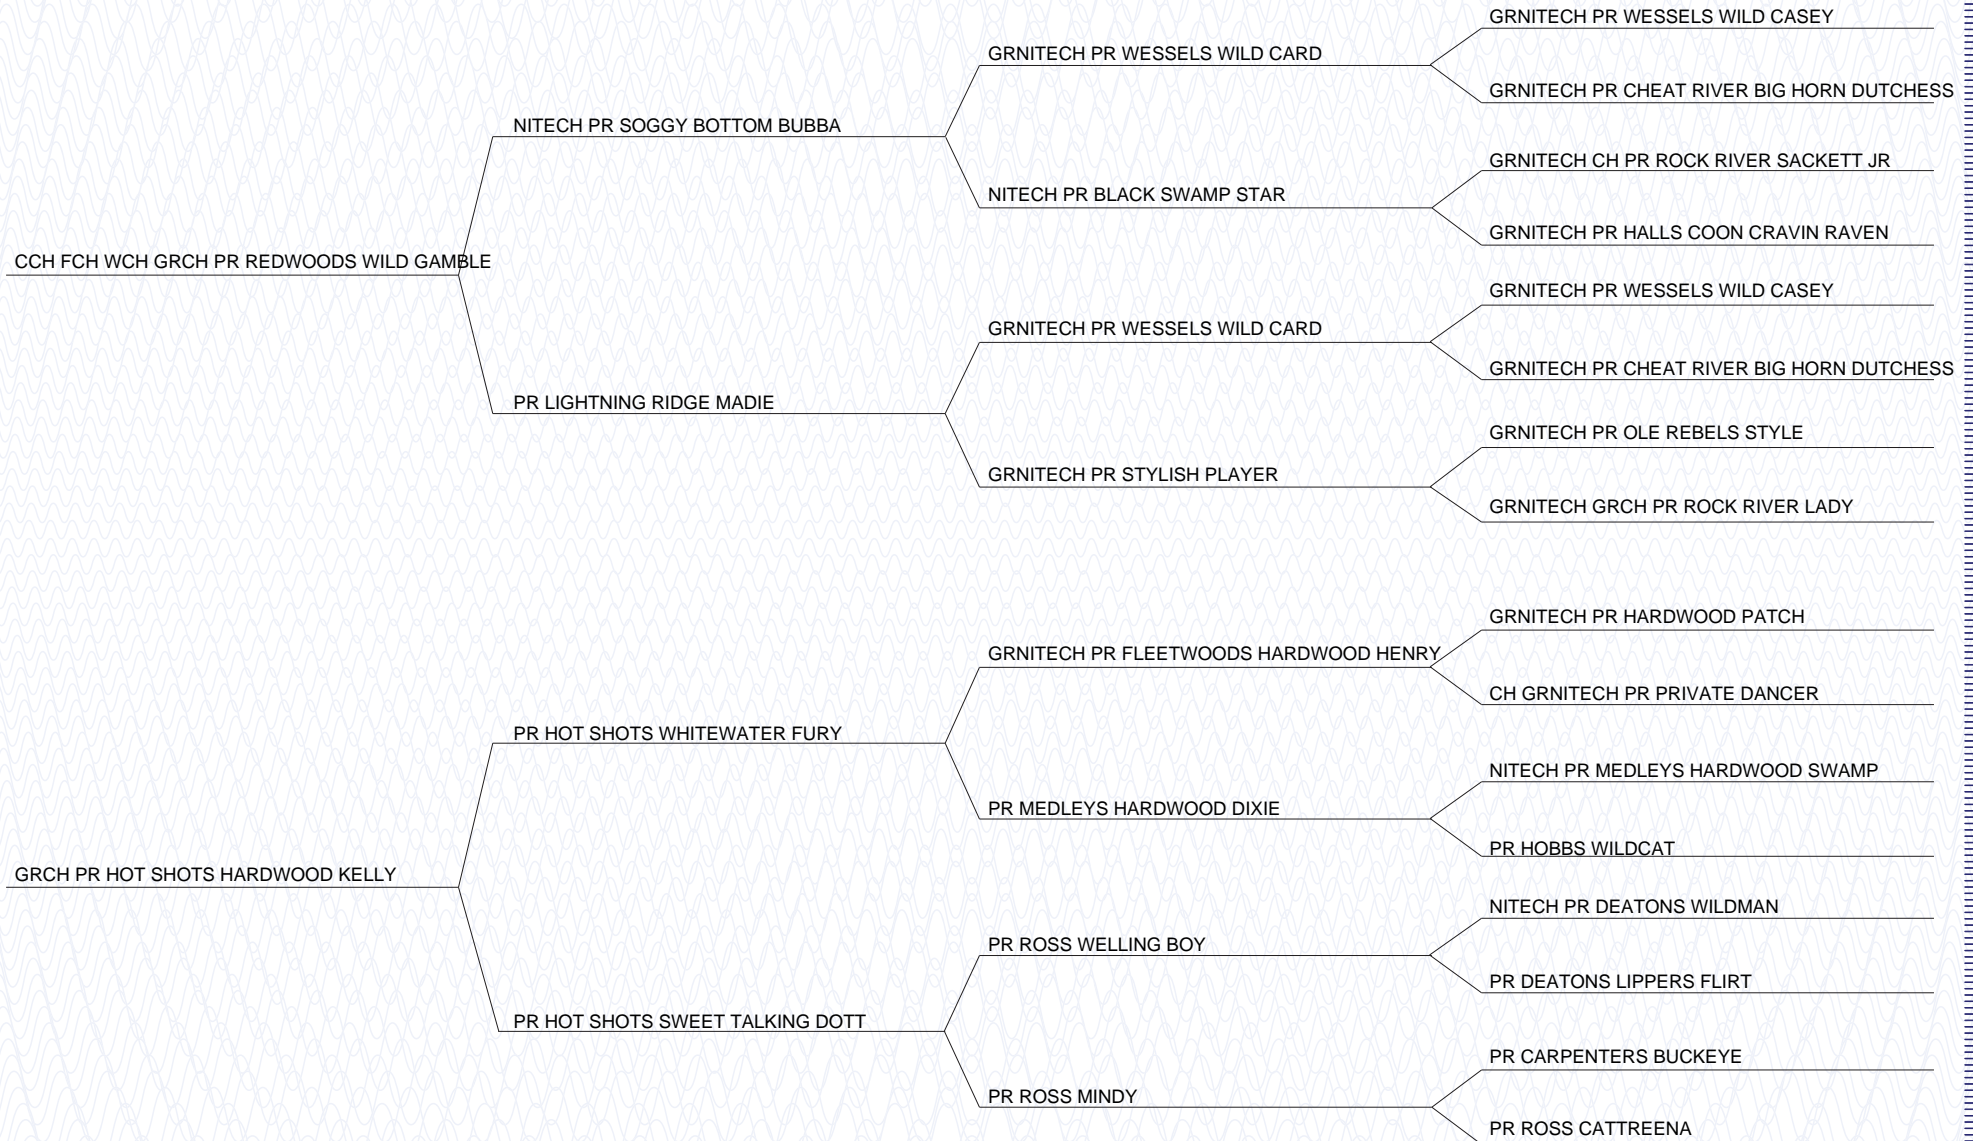 GRNITECH PR WESSELS WILD CASEY
GRNITECH PR WESSELS WILD CARD
GRNITECH PR CHEAT RIVER BIG HORN DUTCHESS
NITECH PR SOGGY BOTTOM BUBBA
GRNITECH CH PR ROCK RIVER SACKETT JR
NITECH PR BLACK SWAMP STAR
GRNITECH PR HALLS COON CRAVIN RAVEN
CCH FCH WCH GRCH PR REDWOODS WILD GAMBLE
GRNITECH PR WESSELS WILD CASEY
GRNITECH PR WESSELS WILD CARD
GRNITECH PR CHEAT RIVER BIG HORN DUTCHESS
PR LIGHTNING RIDGE MADIE
GRNITECH PR OLE REBELS STYLE
GRNITECH PR STYLISH PLAYER
GRNITECH GRCH PR ROCK RIVER LADY
GRNITECH PR HARDWOOD PATCH
GRNITECH PR FLEETWOODS HARDWOOD HENRY
CH GRNITECH PR PRIVATE DANCER
PR HOT SHOTS WHITEWATER FURY
NITECH PR MEDLEYS HARDWOOD SWAMP
PR MEDLEYS HARDWOOD DIXIE
PR HOBBS WILDCAT
GRCH PR HOT SHOTS HARDWOOD KELLY
NITECH PR DEATONS WILDMAN
PR ROSS WELLING BOY
PR DEATONS LIPPERS FLIRT
PR HOT SHOTS SWEET TALKING DOTT
PR CARPENTERS BUCKEYE
PR ROSS MINDY
PR ROSS CATTREENA